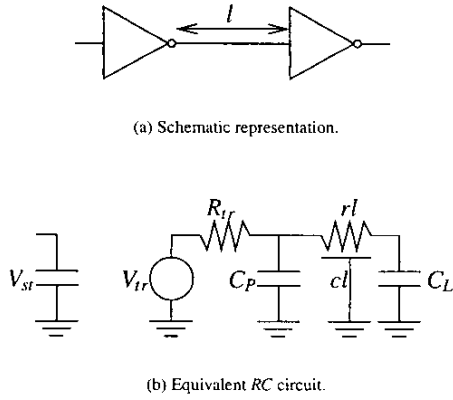 l
(a) Schematic representation.
R_tr rl
V_st V_tr C_P cl C_L
(b) Equivalent RC circuit.